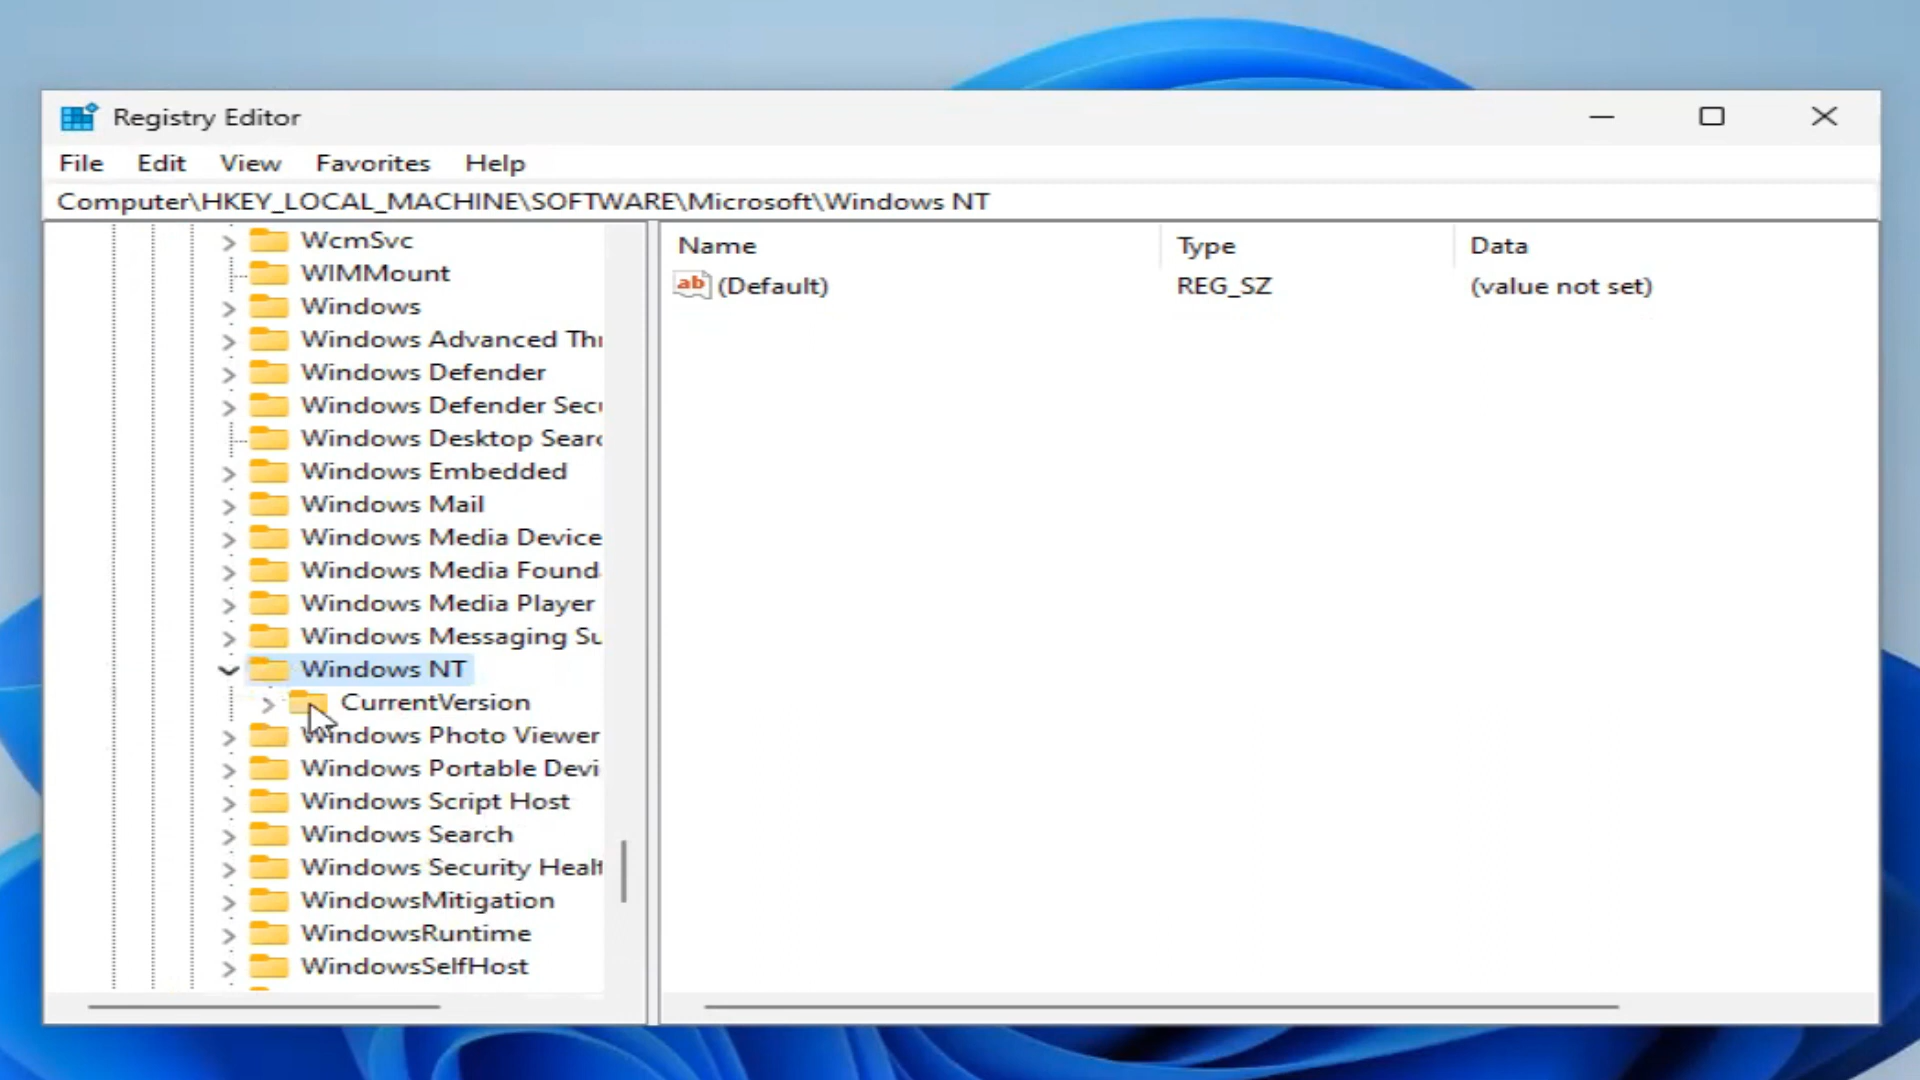 Registry Editor
File Edit View Favorites Help
Computer\HKEY_LOCAL_MACHINE\SOFTWARE\Microsoft\Windows NT
WcmSvc
WIMMount
Windows
Windows Advanced Thr
Windows Defender
Windows Defender Secu
Windows Desktop Searc
Windows Embedded
Windows Mail
Windows Media Device
Windows Media Found
Windows Media Player
Windows Messaging Su
Windows NT
CurrentVersion
Windows Photo Viewer
Windows Portable Devi
Windows Script Host
Windows Search
Windows Security Healt
WindowsMitigation
WindowsRuntime
WindowsSelfHost
Name Type Data
ab (Default) REG_SZ (value not set)